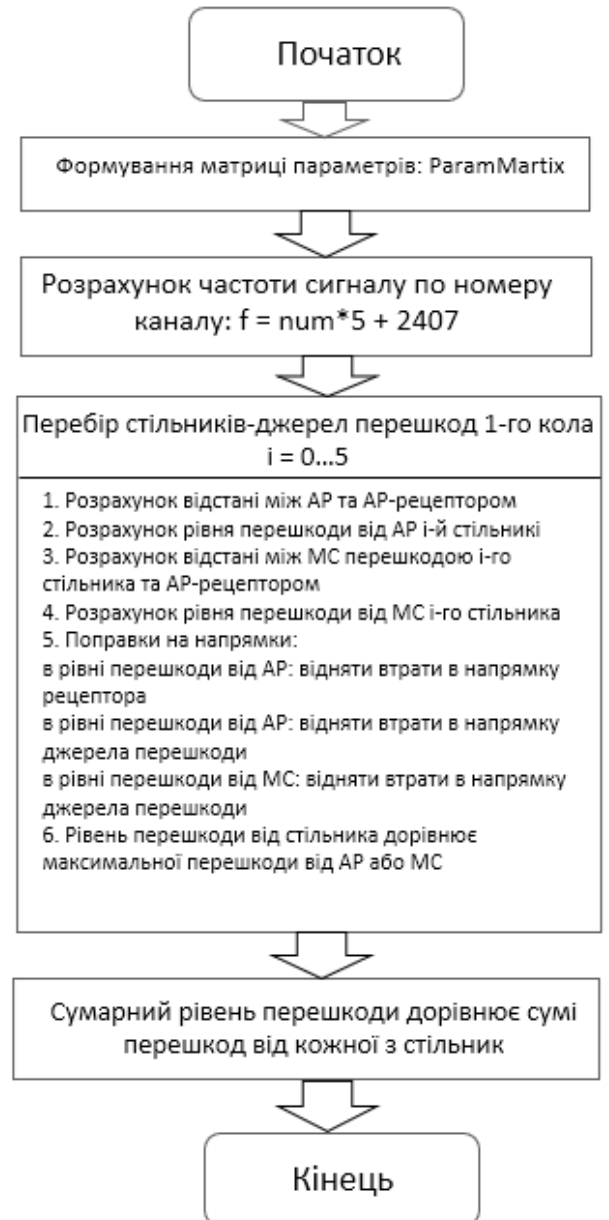 Початок
Формування матриці параметрів: ParamMartix
Розрахунок частоти сигналу по номеру
каналу: f = num*5 + 2407
Перебір стільників-джерел перешкод 1-го кола
i = 0...5
1. Розрахунок відстані між АР та АР-рецептором
2. Розрахунок рівня перешкоди від АР і-й стільникі
3. Розрахунок відстані між МС перешкодою і-го
стільника та АР-рецептором
4. Розрахунок рівня перешкоди від МС і-го стільника
5. Поправки на напрямки:
в рівні перешкоди від АР: відняти втрати в напрямку
рецептора
в рівні перешкоди від АР: відняти втрати в напрямку
джерела перешкоди
в рівні перешкоди від МС: відняти втрати в напрямку
джерела перешкоди
6. Рівень перешкоди від стільника дорівнює
максимальної перешкоди від АР або МС
Сумарний рівень перешкоди дорівнює сумі
перешкод від кожної з стільник
Кінець